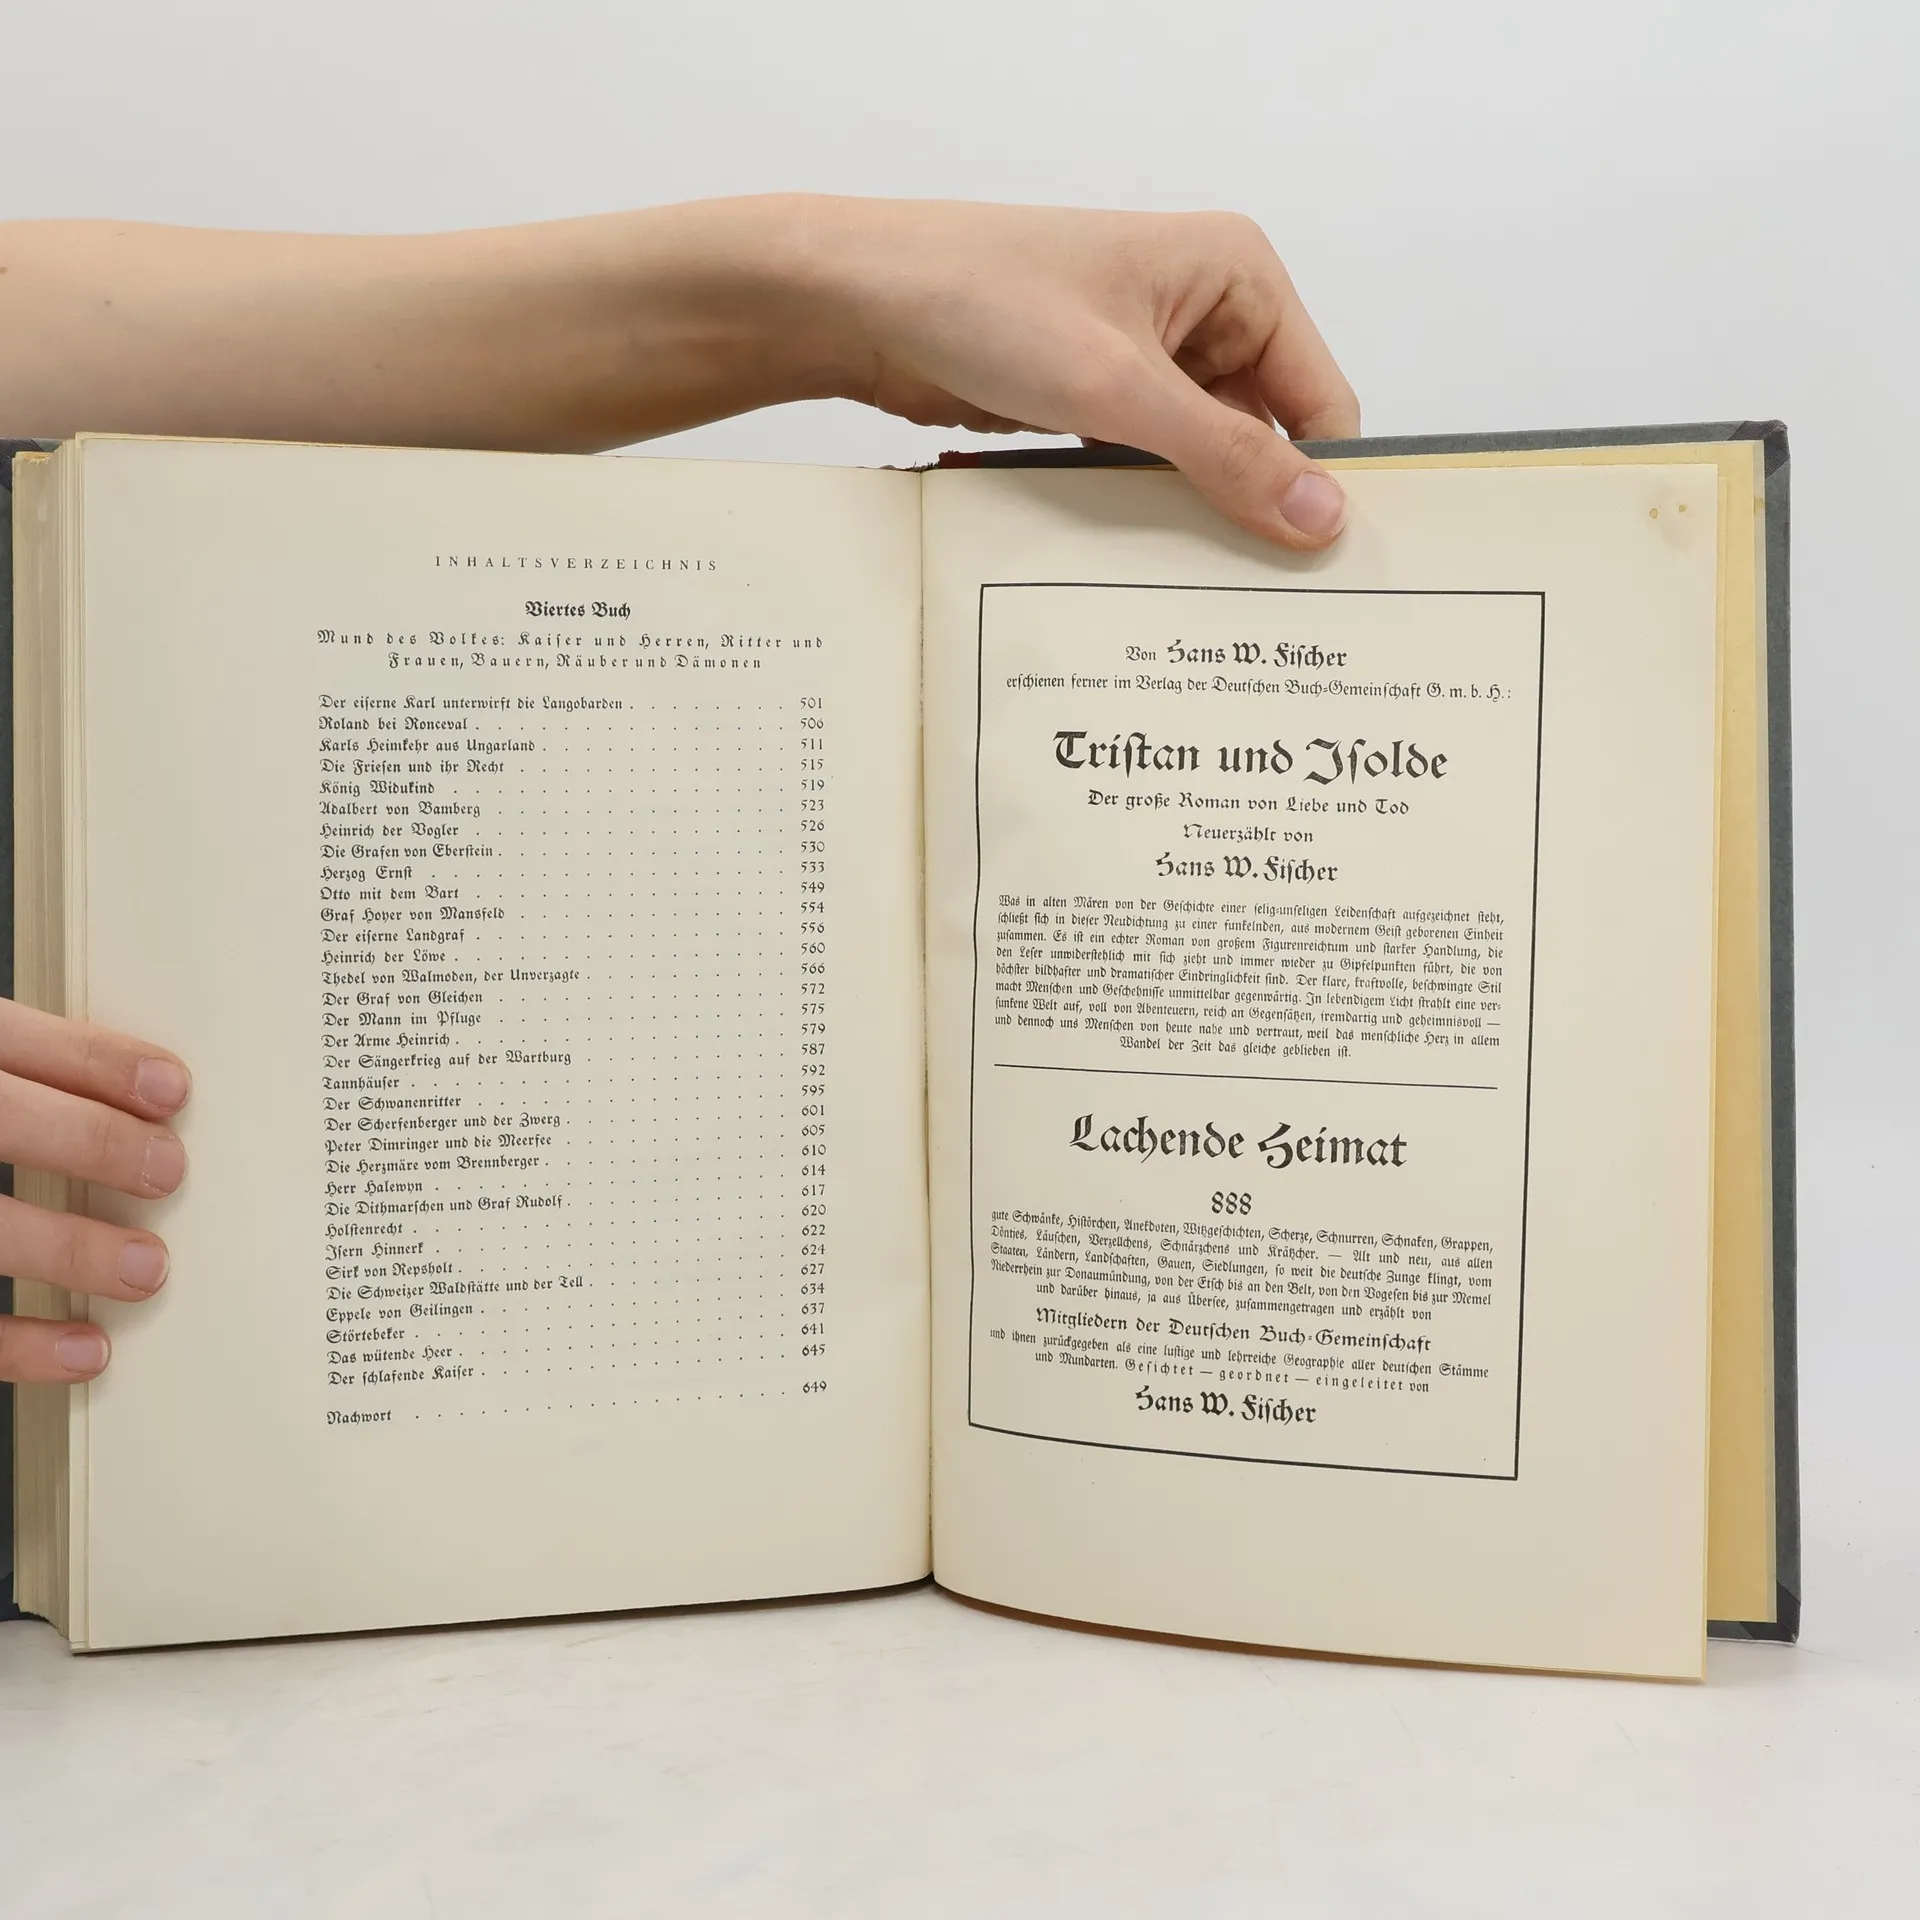 INHALTSVERZEICHNIS
Viertes Buch
Mund des Volkes: Kaiser und Herren, Ritter und
Frauen, Bauern, Räuber und Dämonen
Der eiserne Karl unterwirft die Langobarden . . . . . . . . 501
Roland bei Ronceval . . . . . . . . . . . . . . . 506
Karls Heimkehr aus Ungarland . . . . . . . . . . . . 511
Die Friesen und ihr Recht . . . . . . . . . . . . . 515
König Widukind . . . . . . . . . . . . . . . . 519
Adalbert von Bamberg . . . . . . . . . . . . . . 523
Heinrich der Vogler . . . . . . . . . . . . . . . 526
Die Grafen von Eberstein . . . . . . . . . . . . . . 530
Herzog Ernst . . . . . . . . . . . . . . . . . 533
Otto mit dem Bart . . . . . . . . . . . . . . . 549
Graf Hoyer von Mansfeld . . . . . . . . . . . . . 554
Der eiserne Landgraf . . . . . . . . . . . . . . . 556
Heinrich der Löwe . . . . . . . . . . . . . . . . 560
Thedel von Walmoden, der Unverzagte . . . . . . . . . . 566
Der Graf von Gleichen . . . . . . . . . . . . . . 572
Der Mann im Pfluge . . . . . . . . . . . . . . 575
Der Arme Heinrich . . . . . . . . . . . . . . . . 579
Der Sängerkrieg auf der Wartburg . . . . . . . . . . 587
Tannhäuser . . . . . . . . . . . . . . . . . . 592
Der Schwanenritter . . . . . . . . . . . . . . . 595
Der Scherfenberger und der Zwerg . . . . . . . . . . . 601
Peter Dimringer und die Meerfee . . . . . . . . . . . 605
Die Herzmäre vom Brennberger . . . . . . . . . . . . 610
Herr Halewyn . . . . . . . . . . . . . . . . . 614
Die Dithmarschen und Graf Rudolf . . . . . . . . . . . 617
Holstenrecht . . . . . . . . . . . . . . . . . . 620
Isern Hinnerk . . . . . . . . . . . . . . . . . 622
Sirk von Repsholt . . . . . . . . . . . . . . . . 624
Die Schweizer Waldstätte und der Tell . . . . . . . . . . 627
Eppele von Geilingen . . . . . . . . . . . . . . . 634
Störtebeker . . . . . . . . . . . . . . . . . . 637
Das wütende Heer . . . . . . . . . . . . . . . . 641
Der schlafende Kaiser . . . . . . . . . . . . . . . 645
Nachwort . . . . . . . . . . . . . . . . . . 649
Von Hans W. Fischer
erschienen ferner im Verlag der Deutschen Buch-Gemeinschaft G. m. b. H.:
Tristan und Isolde
Der große Roman von Liebe und Tod
Neuerzählt von
Hans W. Fischer
Was in alten Mären von der Geschichte einer selig-unseligen Leidenschaft aufgezeichnet steht,
schließt sich in dieser Neudichtung zu einer funkelnden, aus modernem Geist geborenen Einheit
zusammen. Es ist ein echter Roman von großem Figurenreichtum und starker Handlung, die
den Leser unwiderstehlich mit sich zieht und immer wieder zu Gipfelpunkten führt, die von
höchster bildhafter und dramatischer Eindringlichkeit sind. Der klare, kraftvolle, beschwingte Stil
macht Menschen und Geschehnisse unmittelbar gegenwärtig. In lebendigem Licht strahlt eine ver-
sunkene Welt auf, voll von Abenteuern, reich an Gegensätzen, fremdartig und geheimnisvoll —
und dennoch uns Menschen von heute nahe und vertraut, weil das menschliche Herz in allem
Wandel der Zeit das gleiche geblieben ist.
Lachende Heimat
888
gute Schwänke, Histörchen, Anekdoten, Witzgeschichten, Scherze, Schnurren, Schnaken, Grappen,
Döntjes, Läuschen, Verzellchens, Schnärzchens und Krätzcher. — Alt und neu, aus allen
Staaten, Ländern, Landschaften, Gauen, Siedlungen, so weit die deutsche Zunge klingt, vom
Niederrhein zur Donaumündung, von der Etsch bis an den Belt, von den Vogesen bis zur Memel
und darüber hinaus, ja aus Übersee, zusammengetragen und erzählt von
Mitgliedern der Deutschen Buch-Gemeinschaft
und ihnen zurückgegeben als eine lustige und lehrreiche Geographie aller deutschen Stämme
und Mundarten. Gesichtet — geordnet — eingeleitet von
Hans W. Fischer